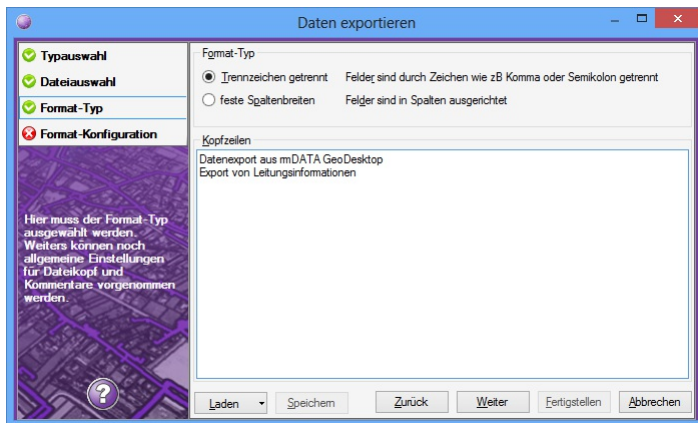 Daten exportieren
Typauswahl
Dateiauswahl
Format-Typ
Format-Konfiguration
Hier muss der Format-Typ
ausgewählt werden.
Weiters können noch
allgemeine Einstellungen
für Dateikopf und
Kommentare vorgenommen
werden.
?
Format-Typ
Trennzeichen getrennt Felder sind durch Zeichen wie zB Komma oder Semikolon getrennt
feste Spaltenbreiten Felder sind in Spalten ausgerichtet
Kopfzeilen
Datenexport aus rmDATA GeoDesktop
Export von Leitungsinformationen
Laden Speichern Zurück Weiter Fertigstellen Abbrechen